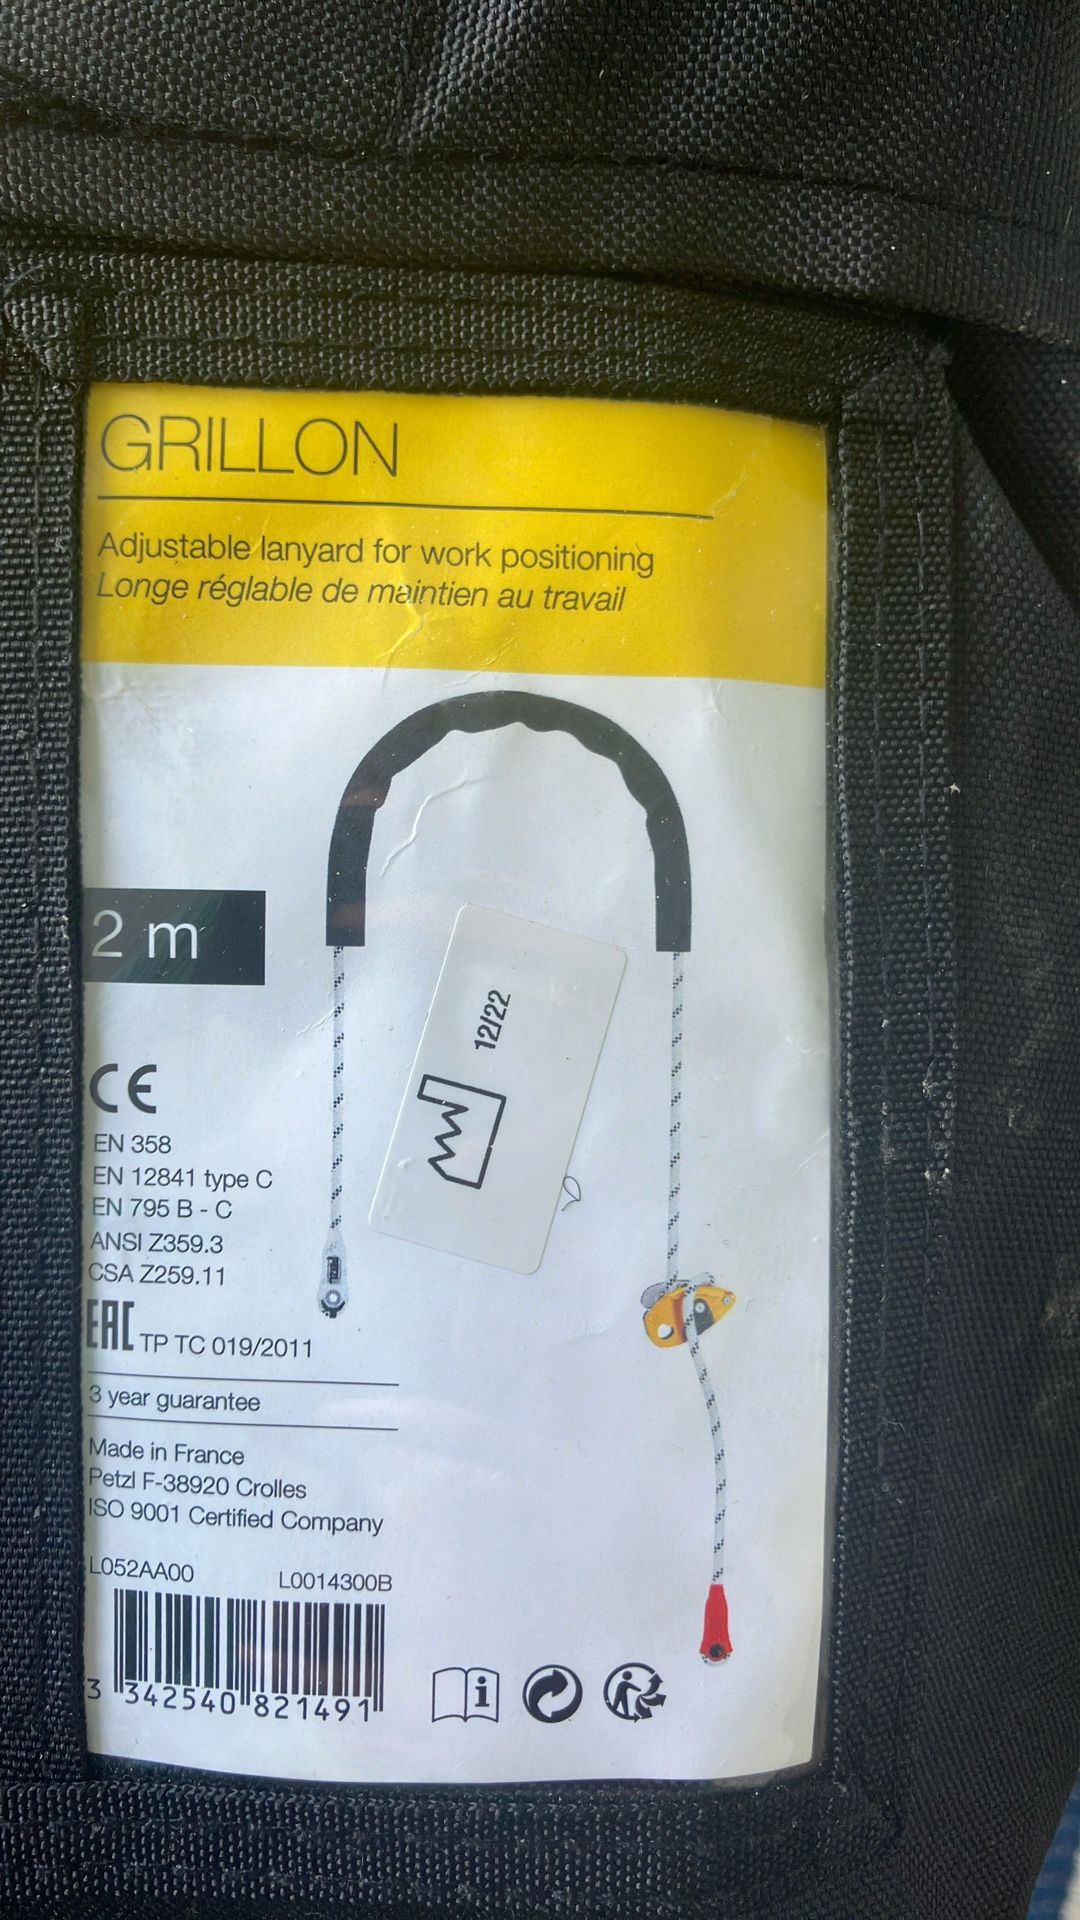 GRILLON
Adjustable lanyard for work positioning
Longe réglable de maintien au travail
2 m
12/22
CE
EN 358
EN 12841 type C
EN 795 B - C
ANSI Z359.3
CSA Z259.11
EAC TP TC 019/2011
3 year guarantee
Made in France
Petzl F-38920 Crolles
ISO 9001 Certified Company
L052AA00 L0014300B
3 342540 821491